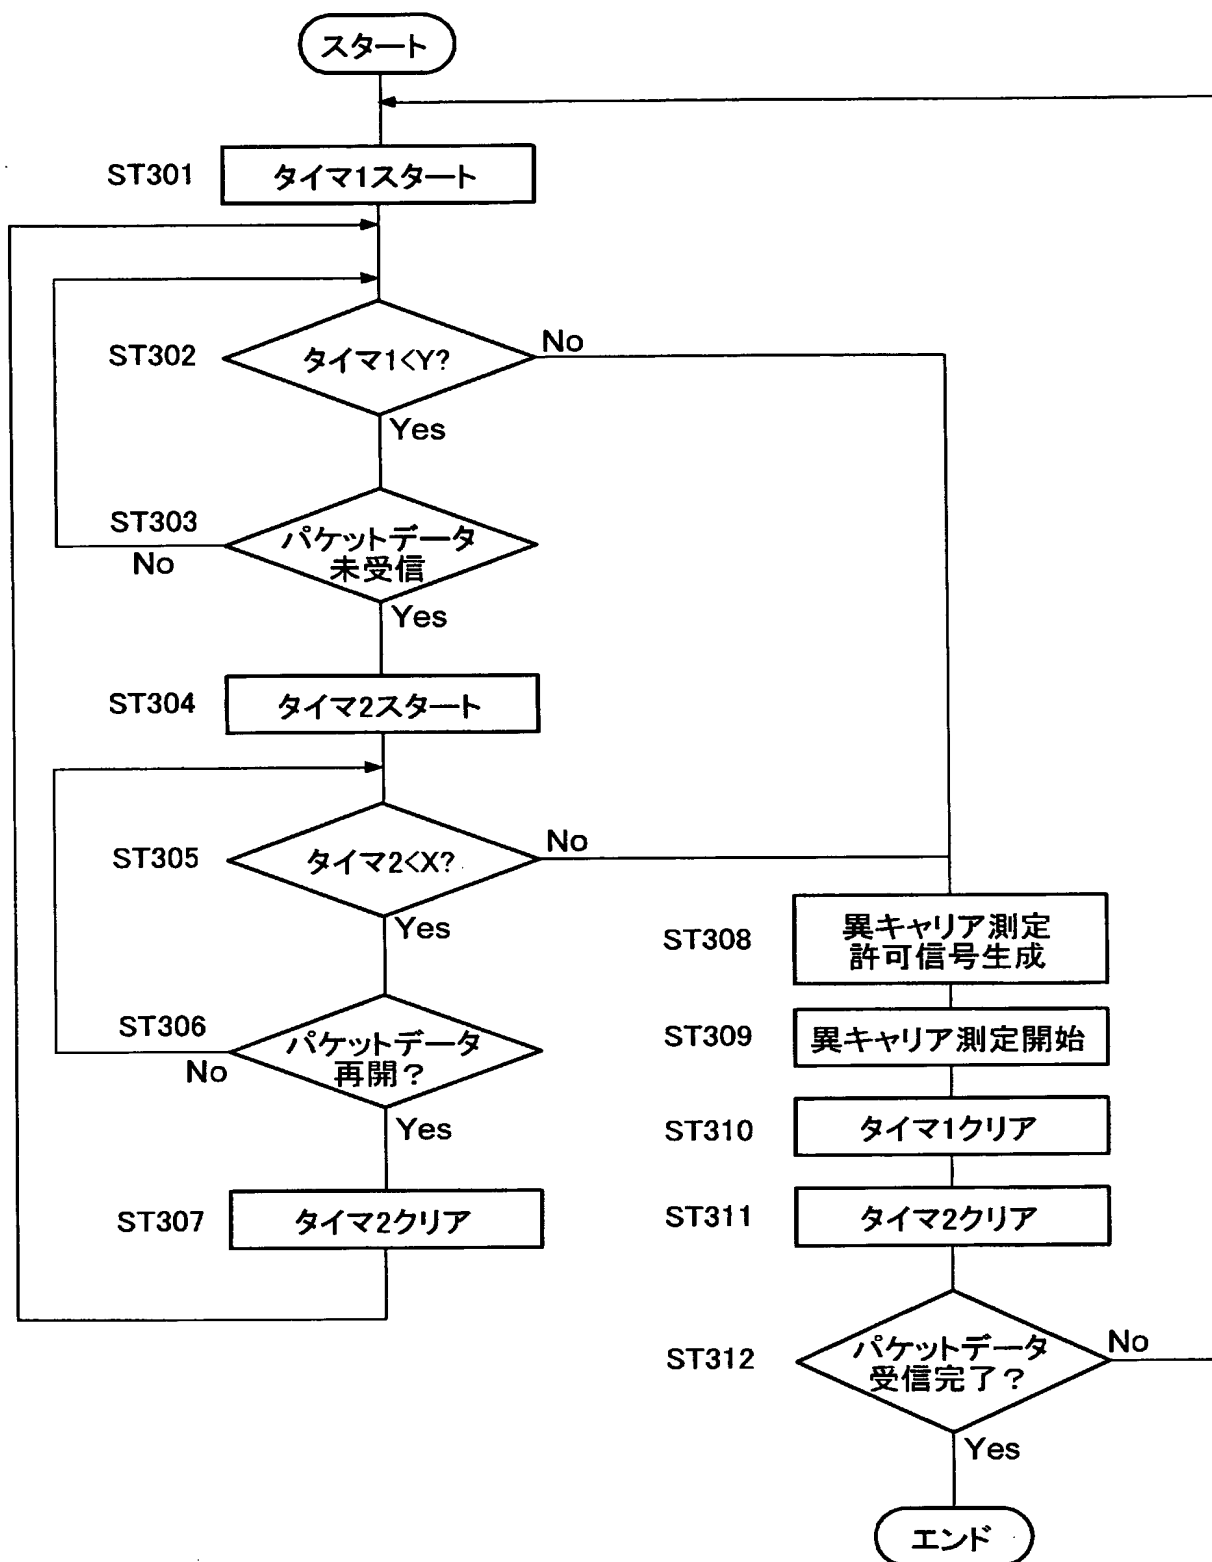 スタート
ST301
タイマ1スタート
ST302
タイマ1<Y?
No
Yes
ST303
パケットデータ
未受信
No
Yes
ST304
タイマ2スタート
ST305
タイマ2<X?
No
Yes
ST306
パケットデータ
再開?
No
Yes
ST307
タイマ2クリア
ST308
異キャリア測定
許可信号生成
ST309
異キャリア測定開始
ST310
タイマ1クリア
ST311
タイマ2クリア
ST312
パケットデータ
受信完了?
No
Yes
エンド